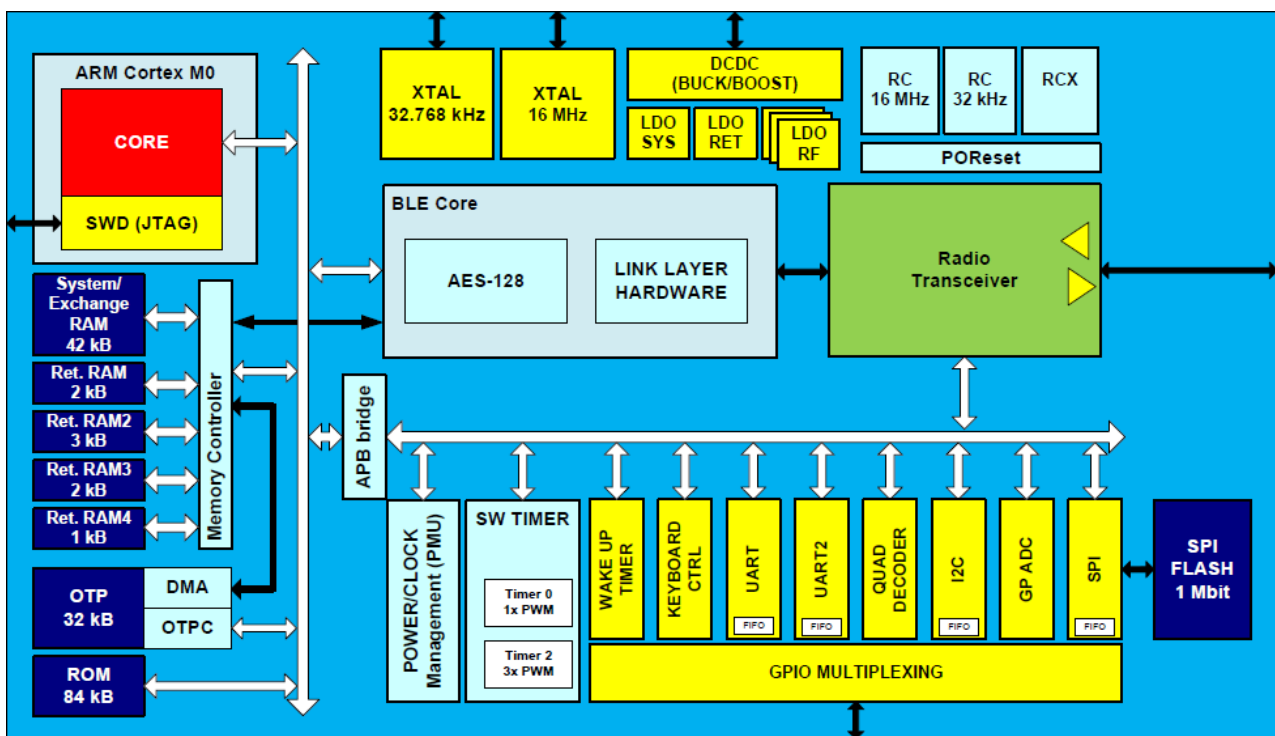 ARM Cortex M0
CORE
SWD (JTAG)
XTAL
32.768 kHz
XTAL
16 MHz
DCDC
(BUCK/BOOST)
LDO
SYS
LDO
RET
LDO
RF
RC
16 MHz
RC
32 kHz
RCX
POReset
BLE Core
AES-128
LINK LAYER
HARDWARE
Radio
Transceiver
System/
Exchange
RAM
42 kB
Ret. RAM
2 kB
Ret. RAM2
3 kB
Ret. RAM3
2 kB
Ret. RAM4
1 kB
Memory Controller
OTP
32 kB
DMA
OTPC
ROM
84 kB
APB bridge
POWER/CLOCK
Management (PMU)
SW TIMER
Timer 0
1x PWM
Timer 2
3x PWM
WAKE UP
TIMER
KEYBOARD
CTRL
UART
FIFO
UART2
FIFO
QUAD
DECODER
I2C
FIFO
GP ADC
SPI
FIFO
SPI
FLASH
1 Mbit
GPIO MULTIPLEXING